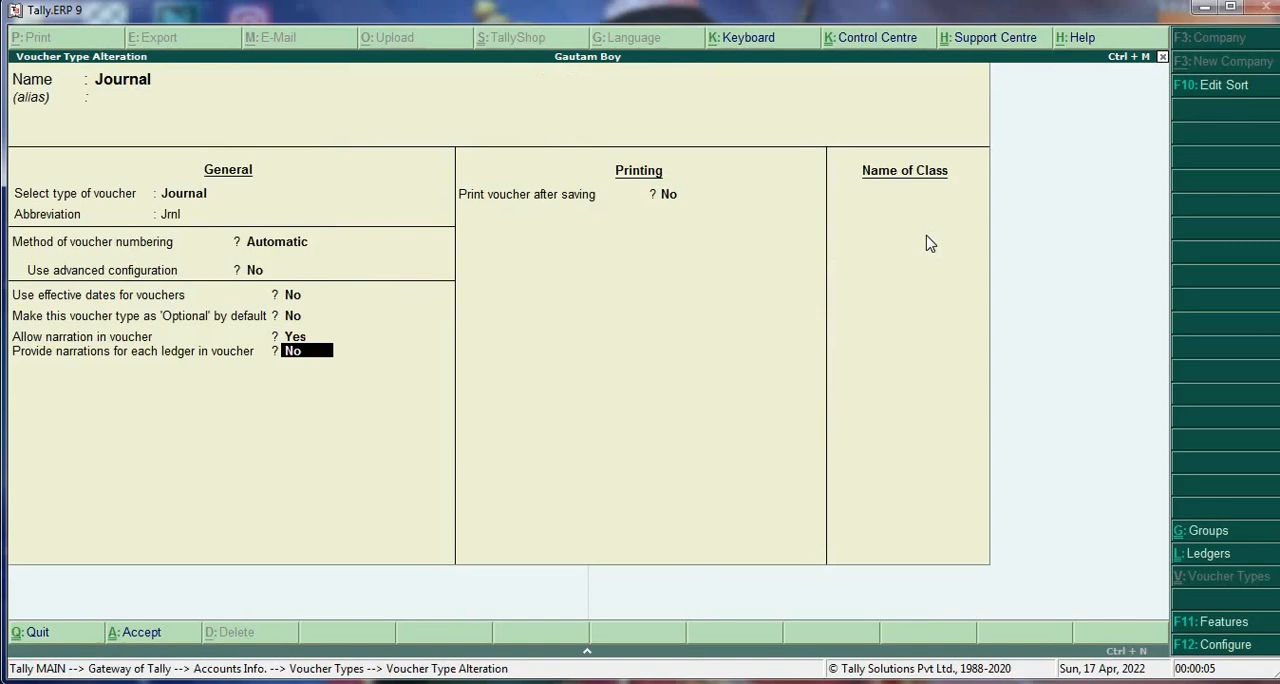 Tally.ERP 9
P: Print E: Export M: E-Mail O: Upload S: TallyShop G: Language K: Keyboard K: Control Centre H: Support Centre H: Help
F3: Company
Voucher Type Alteration Gautam Boy Ctrl + M
F3: New Company
Name : Journal
F10: Edit Sort
(alias) :
General Printing Name of Class
Select type of voucher : Journal Print voucher after saving ? No
Abbreviation : Jrnl
Method of voucher numbering ? Automatic
Use advanced configuration ? No
Use effective dates for vouchers ? No
Make this voucher type as 'Optional' by default ? No
Allow narration in voucher ? Yes
Provide narrations for each ledger in voucher ? No
G: Groups
L: Ledgers
V: Voucher Types
F11: Features
Q: Quit A: Accept D: Delete
F12: Configure
Ctrl + N
Tally MAIN --> Gateway of Tally --> Accounts Info. --> Voucher Types --> Voucher Type Alteration © Tally Solutions Pvt Ltd., 1988-2020 Sun, 17 Apr, 2022 00:00:05